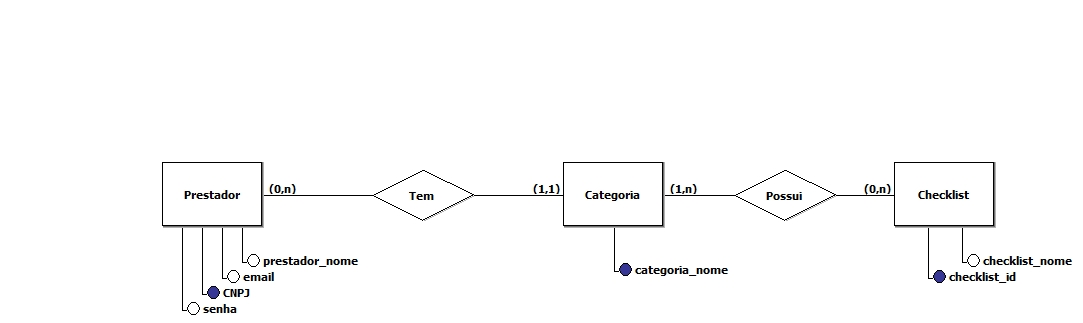 Prestador
(0,n)
Tem
(1,1)
Categoria
(1,n)
Possui
(0,n)
Checklist
prestador_nome
email
CNPJ
senha
categoria_nome
checklist_nome
checklist_id